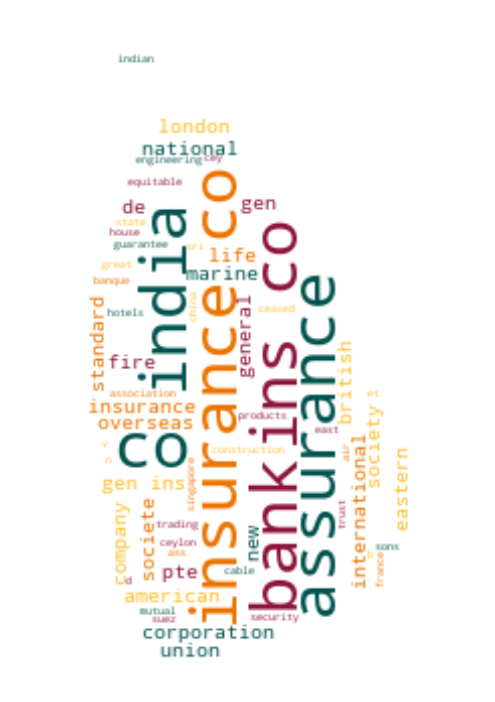 indian
london
national
engineering
cey
equitable
de
gen
state
house
guarantee
sri
life
marine
great
banque
india
insurance co
bankins co
assurance
hotels
standard
china
general
ceased
fire
british
association
insurance
overseas
products
east
society
s
co
v
n
construction
air
international
eastern
gen ins
singapore
company
societe
trading
new
trust
ceylon
ass
sons
pte
cable
france
american
mutual
suez
security
corporation
union